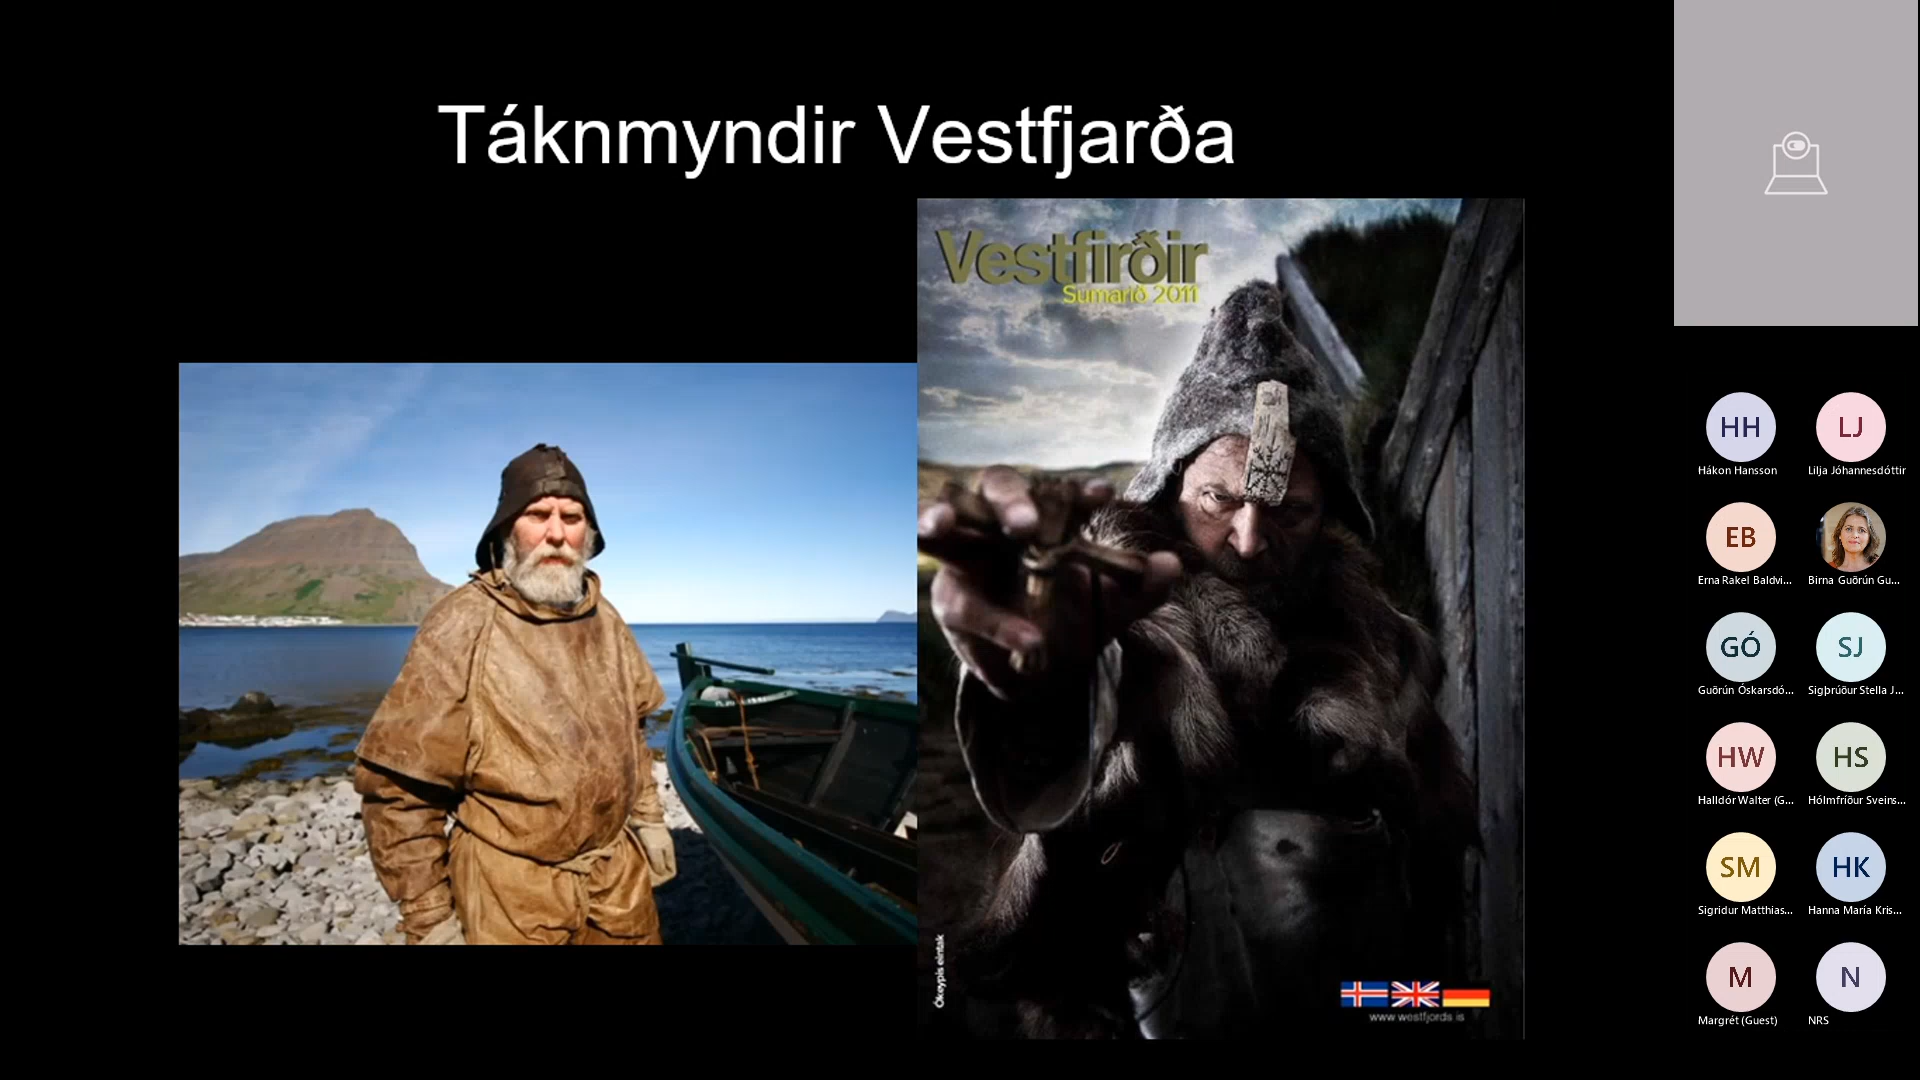 Táknmyndir Vestfjarða
Vestfirðir
Sumarið 2011
Ókeypis eintak
www.westfjords.is
HH
Hákon Hansson
LJ
Lilja Jóhannesdóttir
EB
Erna Rakel Baldvi...
Birna Guðrún Gu...
GÓ
Guðrún Óskarsdó...
SJ
Sigþrúður Stella J...
HW
Halldór Walter (G...
HS
Hólmfríður Sveins...
SM
Sigridur Matthias...
HK
Hanna María Kris...
M
Margrét (Guest)
N
NRS